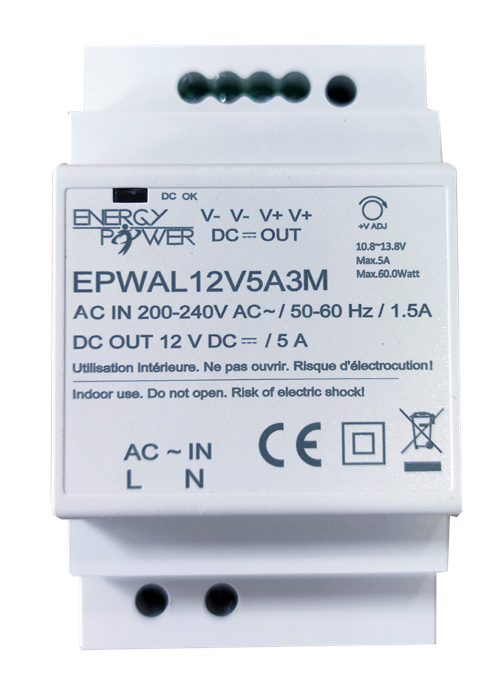 DC OK
ENERGY
POWER
V- V- V+ V+
DC ⎓ OUT
+V ADJ
10.8~13.8V
Max.5A
Max.60.0Watt
EPWAL12V5A3M
AC IN 200-240V AC~ / 50-60 Hz / 1.5A
DC OUT 12 V DC ⎓ / 5 A
Utilisation intérieure. Ne pas ouvrir. Risque d'électrocution!
Indoor use. Do not open. Risk of electric shock!
AC ~ IN
L N
CE